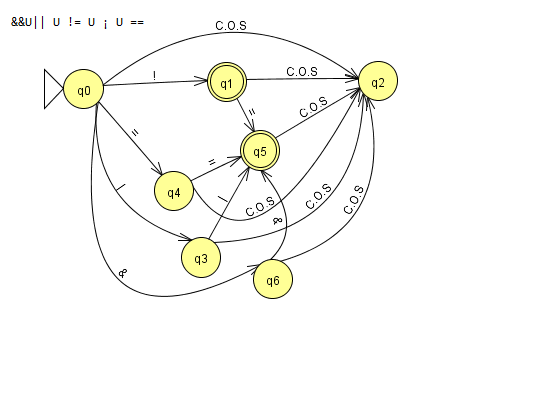 &&U|| U != U ¡ U ==
C.O.S
!
C.O.S
q0
q1
q2
=
=
C.O.S
q5
=
q4
|
|
C.O.S
C.O.S
C.O.S
&
q3
&
q6